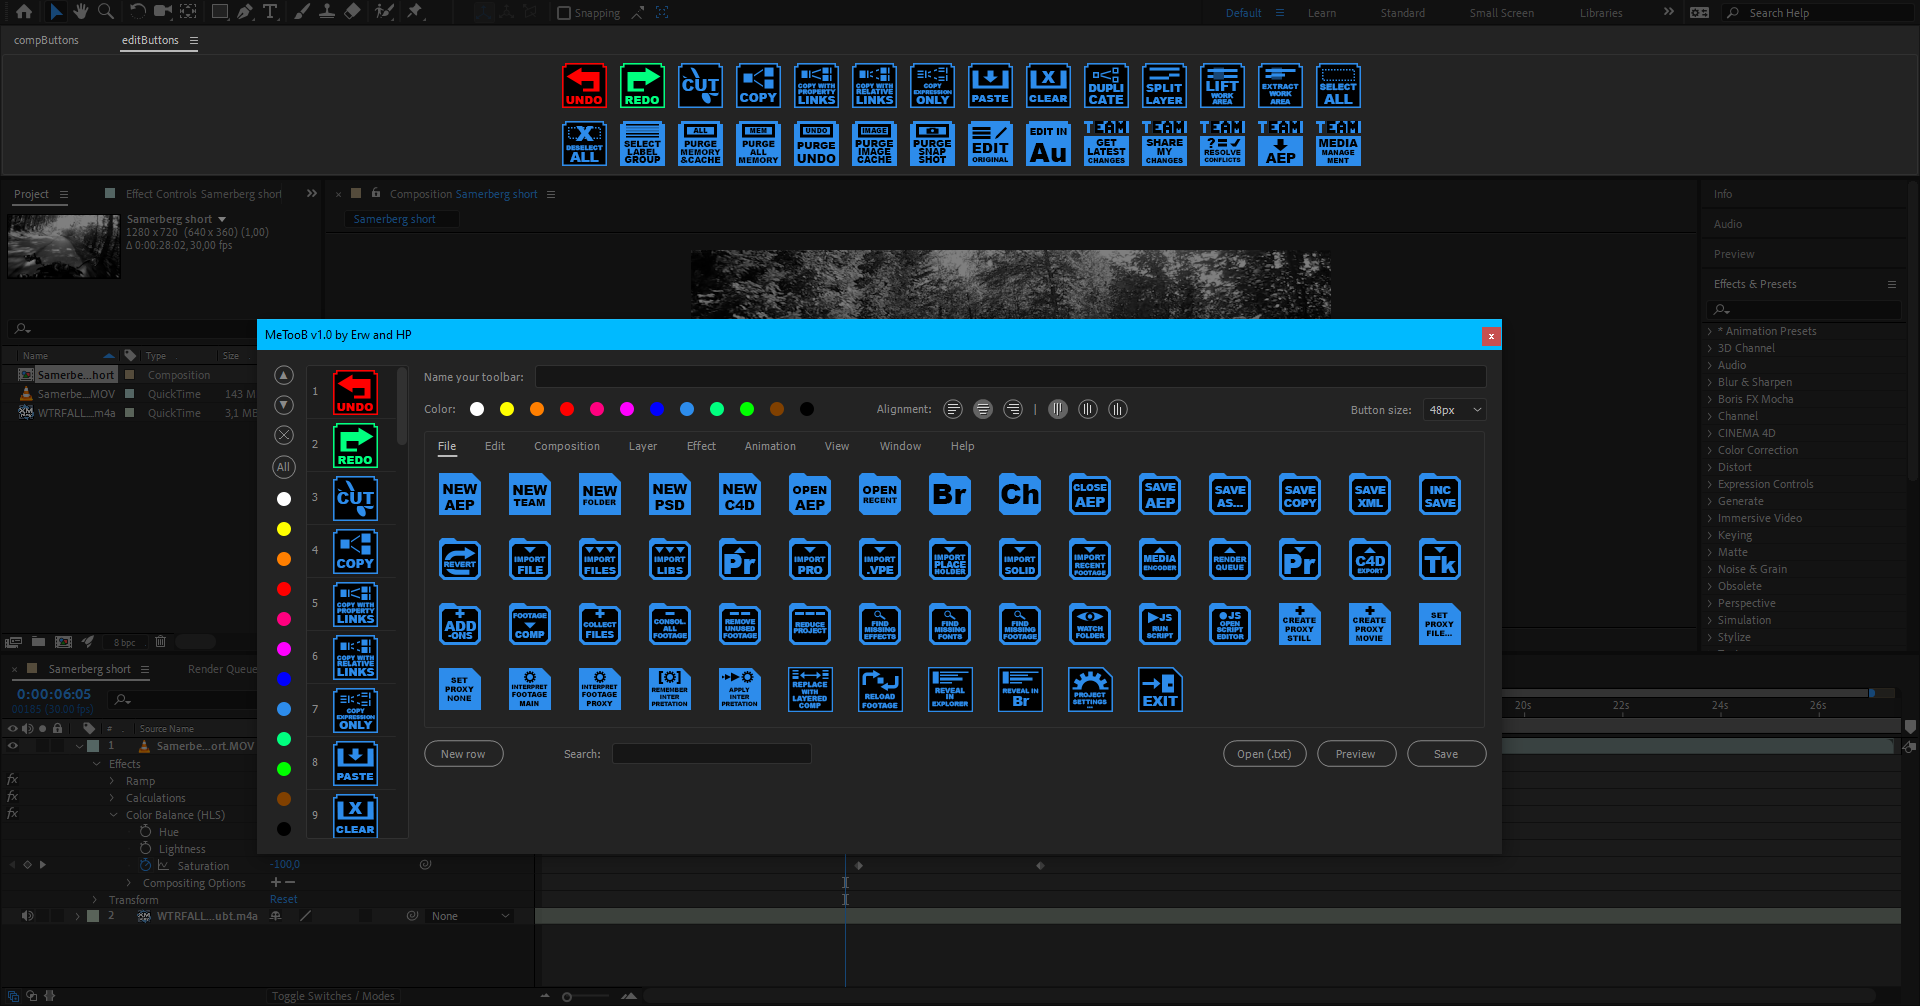 Snapping
Default
Learn
Standard
Small Screen
Libraries
Search Help
compButtons
editButtons
UNDO
REDO
CUT
COPY
COPY WITH PROPERTY LINKS
COPY WITH RELATIVE LINKS
COPY EXPRESSION ONLY
PASTE
X CLEAR
DUPLI CATE
SPLIT LAYER
LIFT WORK AREA
EXTRACT WORK AREA
SELECT ALL
X DESELECT ALL
SELECT LABEL GROUP
ALL PURGE MEMORY &CACHE
MEM PURGE ALL MEMORY
UNDO PURGE UNDO
IMAGE PURGE IMAGE CACHE
PURGE SNAP SHOT
EDIT ORIGINAL
EDIT IN Au
TEAM GET LATEST CHANGES
TEAM SHARE MY CHANGES
TEAM ?=✓ RESOLVE CONFLICTS
TEAM AEP
TEAM MEDIA MANAGE MENT
Project
Effect Controls Samerberg shor
Composition Samerberg short
Samerberg short
Samerberg short
1280 x 720 (640 x 360) (1,00)
Δ 0:00:28:02, 30,00 fps
Info
Audio
Preview
Effects & Presets
* Animation Presets
3D Channel
Audio
Blur & Sharpen
Boris FX Mocha
Channel
CINEMA 4D
Color Correction
Distort
Expression Controls
Generate
Immersive Video
Keying
Matte
Noise & Grain
Obsolete
Perspective
Simulation
Stylize
Name
Type
Size
Samerbe...hort
Composition
Samerbe...MOV
QuickTime
143 M
WTRFALL...m4a
QuickTime
3,1 MB
8 bpc
MeTooB v1.0 by Erw and HP
x
All
1 UNDO
2 REDO
3 CUT
4 COPY
5 COPY WITH PROPERTY LINKS
6 COPY WITH RELATIVE LINKS
7 COPY EXPRESSION ONLY
8 PASTE
9 X CLEAR
Name your toolbar:
Color:
Alignment:
Button size:
48px
File
Edit
Composition
Layer
Effect
Animation
View
Window
Help
NEW AEP
NEW TEAM
NEW FOLDER
NEW PSD
NEW C4D
OPEN AEP
OPEN RECENT
Br
Ch
CLOSE AEP
SAVE AEP
SAVE AS...
SAVE COPY
SAVE XML
INC SAVE
REVERT
IMPORT FILE
IMPORT FILES
IMPORT LIBS
Pr
IMPORT PRO
IMPORT .VPE
IMPORT PLACE HOLDER
IMPORT SOLID
IMPORT RECENT FOOTAGE
MEDIA ENCODER
RENDER QUEUE
Pr
C4D EXPORT
Tk
+ ADD -ONS
FOOTAGE COMP
+ COLLECT FILES
CONSOL. ALL FOOTAGE
REMOVE UNUSED FOOTAGE
REDUCE PROJECT
FIND MISSING EFFECTS
FIND MISSING FONTS
FIND MISSING FOOTAGE
WATCH FOLDER
▶JS RUN SCRIPT
●JS OPEN SCRIPT EDITOR
+ CREATE PROXY STILL
+ CREATE PROXY MOVIE
SET PROXY FILE...
SET PROXY NONE
INTERPRET FOOTAGE MAIN
INTERPRET FOOTAGE PROXY
REMEMBER INTER PRETATION
APPLY INTER PRETATION
REPLACE WITH LAYERED COMP
RELOAD FOOTAGE
REVEAL IN EXPLORER
REVEAL IN Br
PROJECT SETTINGS ...
EXIT
New row
Search:
Open (.txt)
Preview
Save
Samerberg short
Render Queue
0:00:06:05
00185 (30.00 fps)
20s
22s
24s
26s
#
Source Name
1 Samerbe...ort.MOV
Effects
fx Ramp
fx Calculations
fx Color Balance (HLS)
Hue
Lightness
Saturation
-100,0
Compositing Options
+ −
Transform
Reset
2 WTRFALL...ubt.m4a
None
Toggle Switches / Modes